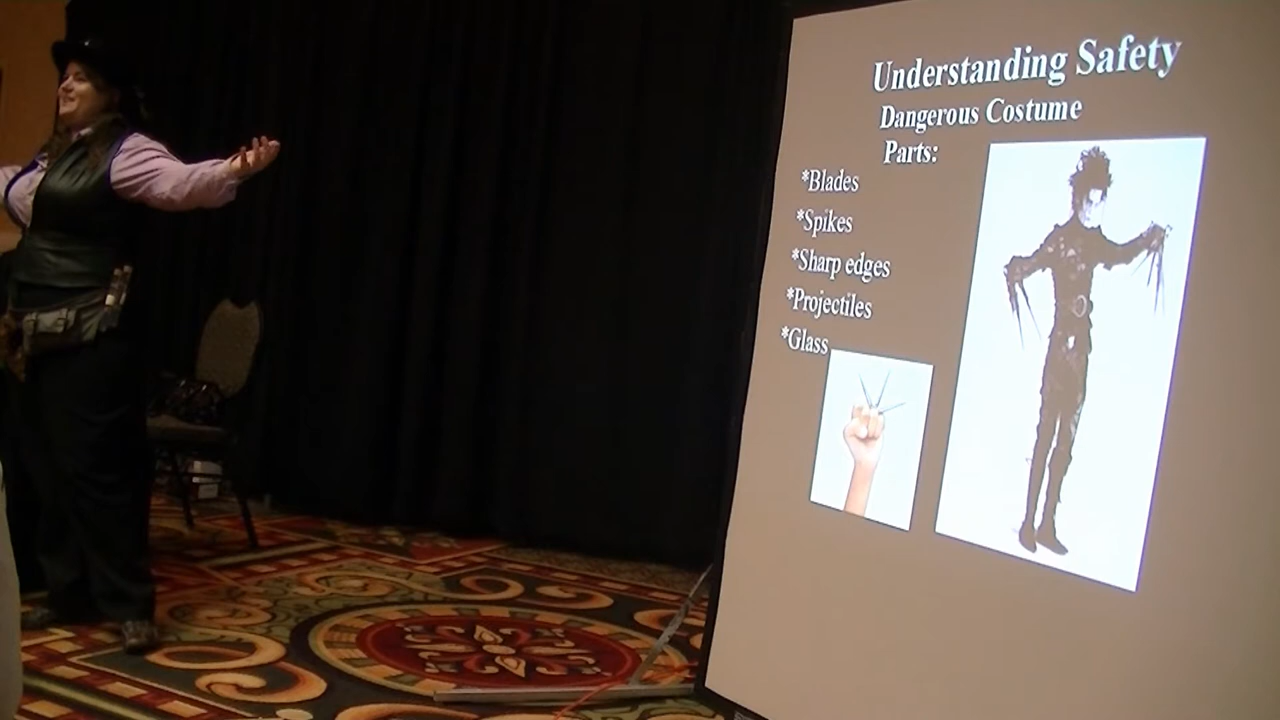 Understanding Safety
Dangerous Costume
Parts:
*Blades
*Spikes
*Sharp edges
*Projectiles
*Glass